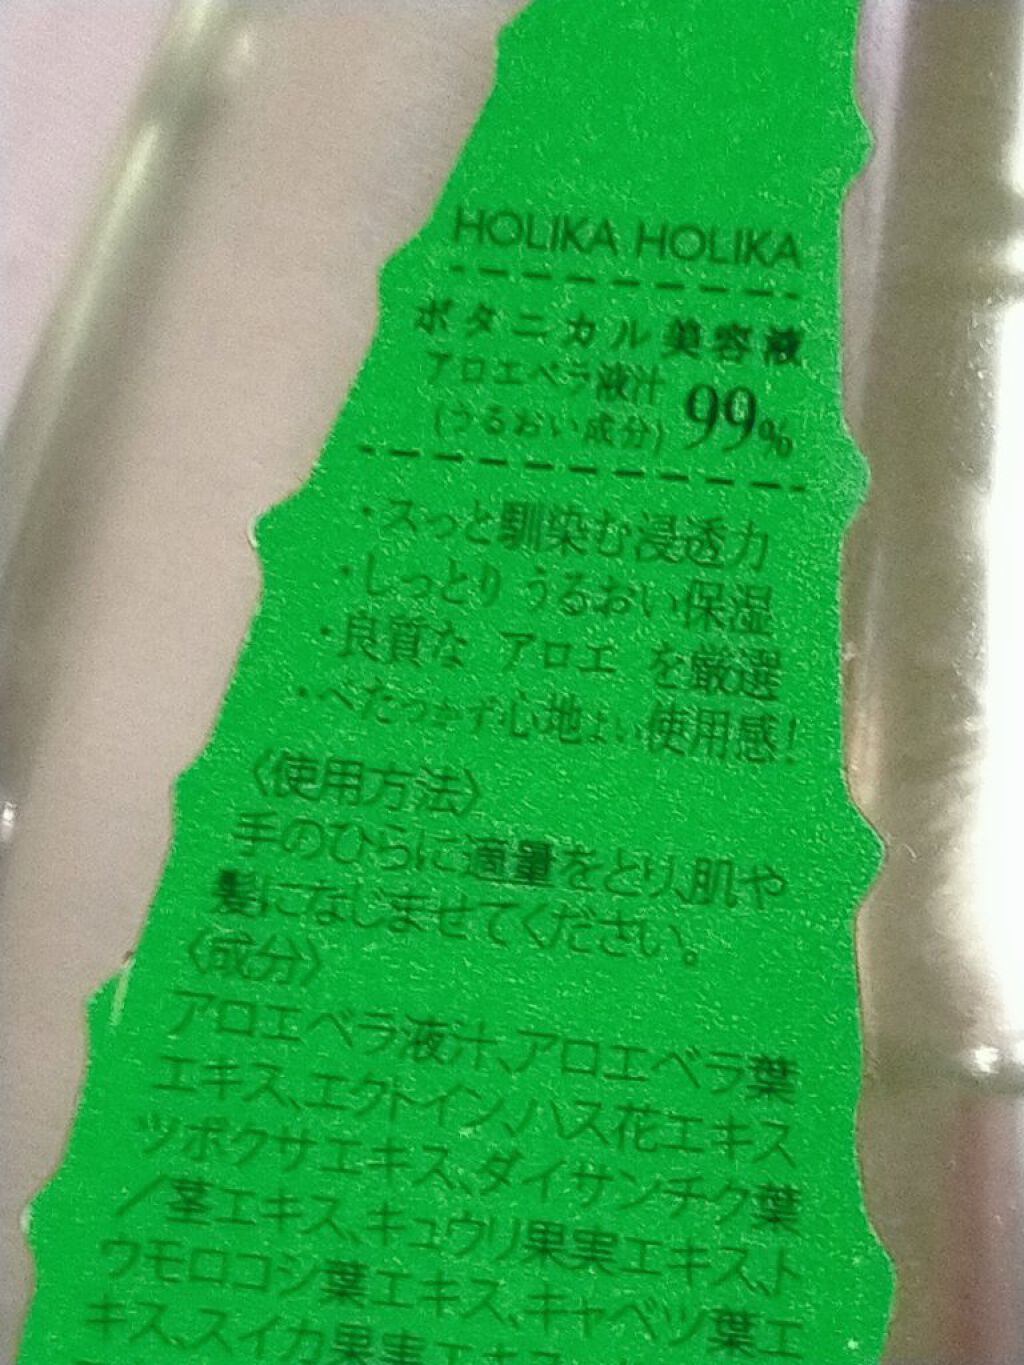 HOLIKA HOLIKA
ボタニカル美容液
アロエベラ液汁
(うるおい成分) 99%
・スっと馴染む浸透力
・しっとり うるおい保湿
・良質な アロエ を厳選
・べたつかず心地よい使用感!
〈使用方法〉
手のひらに適量をとり、肌や
髪になじませてください。
〈成分〉
アロエベラ液汁、アロエベラ葉
エキス、エクトイン、ハス花エキス
ツボクサエキス、ダイサンチク葉
/茎エキス、キュウリ果実エキス、ト
ウモロコシ葉エキス、キャベツ葉エ
キス、スイカ果実エキス